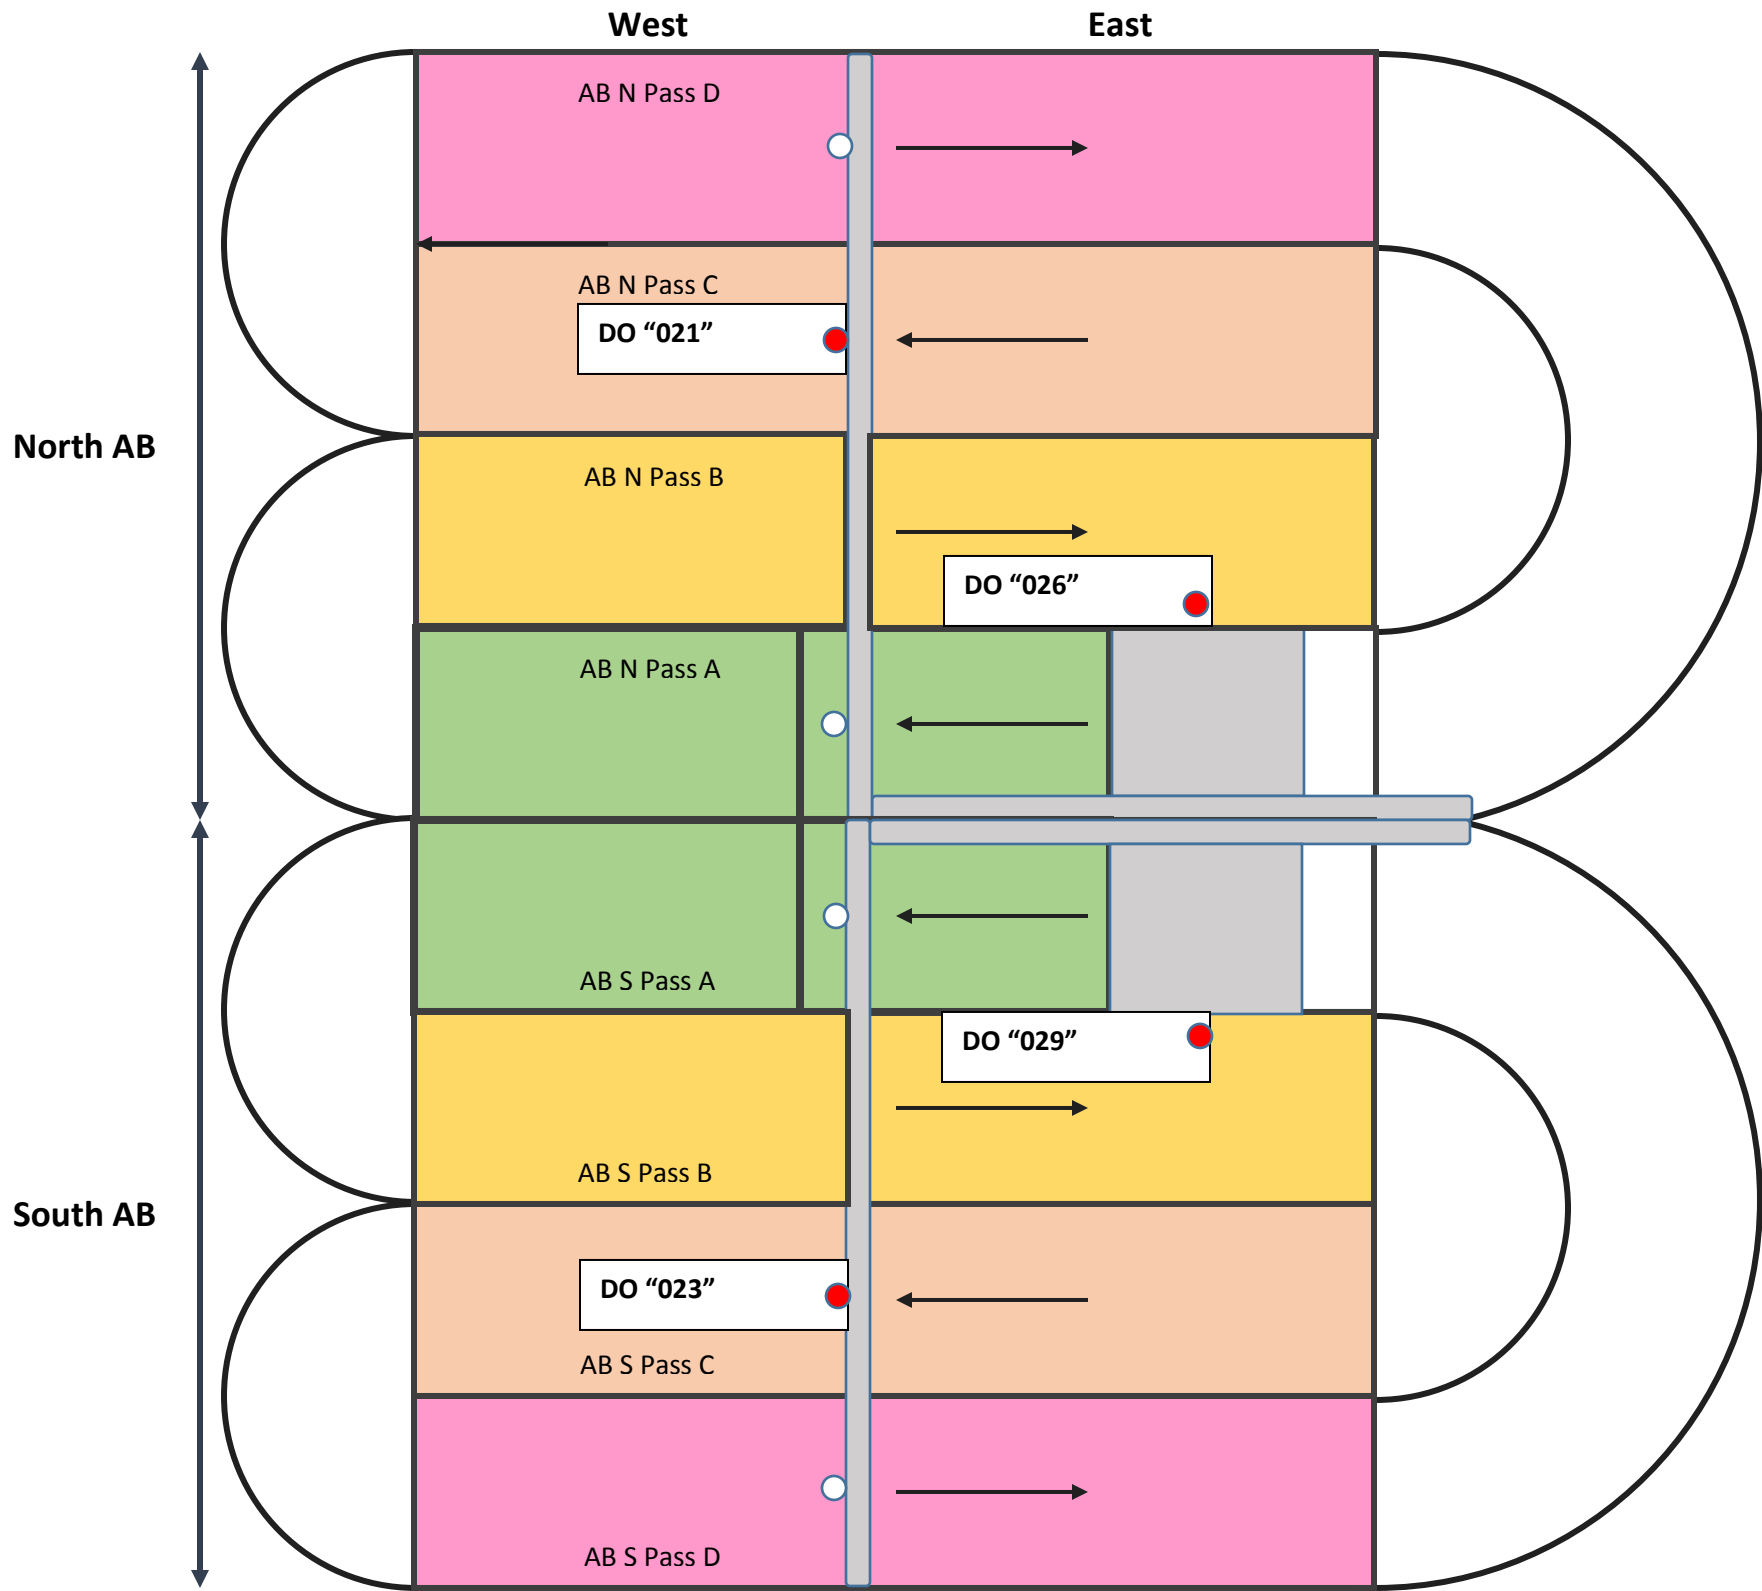 West
East
AB N Pass D
AB N Pass C
DO “021”
North AB
AB N Pass B
DO “026”
AB N Pass A
AB S Pass A
DO “029”
AB S Pass B
South AB
DO “023”
AB S Pass C
AB S Pass D